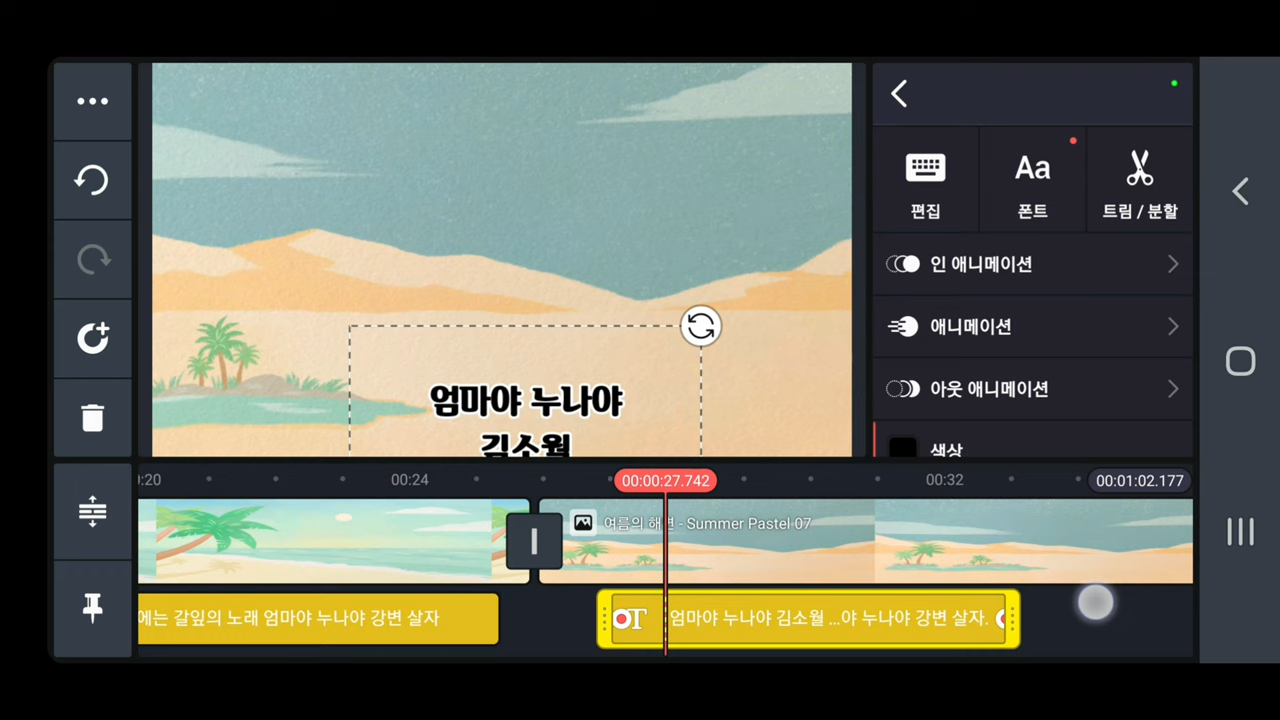 편집
Aa
폰트
트림 / 분할
인 애니메이션
애니메이션
아웃 애니메이션
색상
엄마야 누나야
김소월
:20
00:24
00:00:27.742
00:32
00:01:02.177
여름의 해변 - Summer Pastel 07
에는 갈잎의 노래 엄마야 누나야 강변 살자
T
엄마야 누나야 김소월 ...야 누나야 강변 살자.